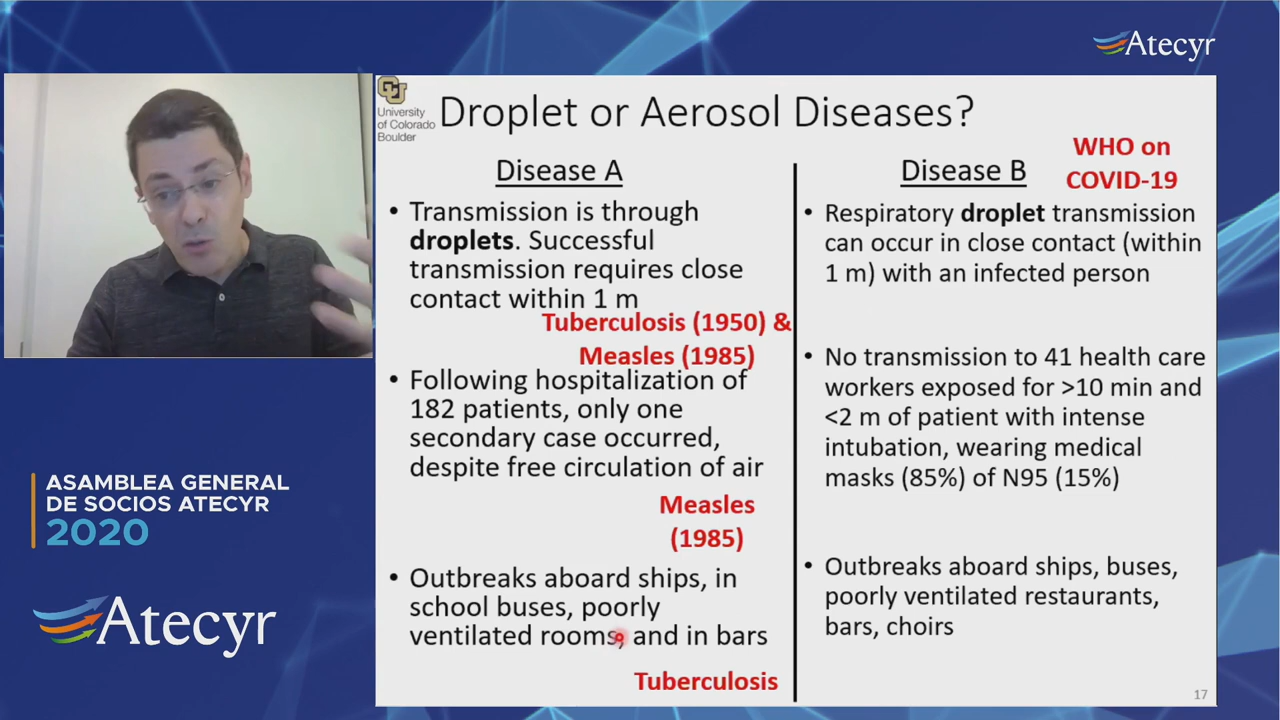 Atecyr
CU
University
of Colorado
Boulder
Droplet or Aerosol Diseases?
Disease A
• Transmission is through
droplets. Successful
transmission requires close
contact within 1 m
Tuberculosis (1950) &
Measles (1985)
• Following hospitalization of
182 patients, only one
secondary case occurred,
despite free circulation of air
Measles
(1985)
• Outbreaks aboard ships, in
school buses, poorly
ventilated rooms, and in bars
Tuberculosis
Disease B
WHO on
COVID-19
• Respiratory droplet transmission
can occur in close contact (within
1 m) with an infected person
• No transmission to 41 health care
workers exposed for >10 min and
<2 m of patient with intense
intubation, wearing medical
masks (85%) of N95 (15%)
• Outbreaks aboard ships, buses,
poorly ventilated restaurants,
bars, choirs
17
ASAMBLEA GENERAL
DE SOCIOS ATECYR
2020
Atecyr